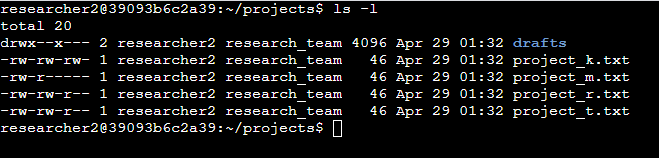 researcher2@39093b6c2a39:~/projects$ ls -l
total 20
drwx--x--- 2 researcher2 research_team 4096 Apr 29 01:32 drafts
-rw-rw-rw- 1 researcher2 research_team   46 Apr 29 01:32 project_k.txt
-rw-r----- 1 researcher2 research_team   46 Apr 29 01:32 project_m.txt
-rw-rw-r-- 1 researcher2 research_team   46 Apr 29 01:32 project_r.txt
-rw-rw-r-- 1 researcher2 research_team   46 Apr 29 01:32 project_t.txt
researcher2@39093b6c2a39:~/projects$